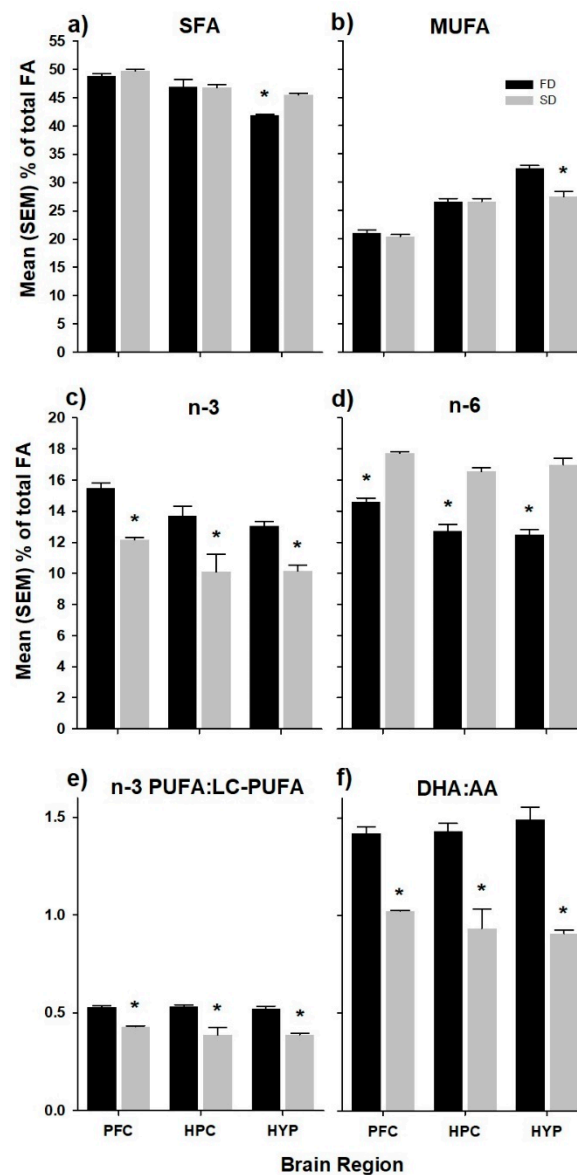 a) SFA
MUFA
b)
FD
SD
55
50
45
40
35
30
25
20
15
10
5
0
*
*
Mean (SEM) % of total FA
c) n-3
d) n-6
20
18
16
14
12
10
8
6
4
2
0
* * *
* * *
Mean (SEM) % of total FA
e) n-3 PUFA:LC-PUFA
f) DHA:AA
1.5
1.0
0.5
0.0
* * *
* * *
PFC HPC HYP
PFC HPC HYP
Brain Region